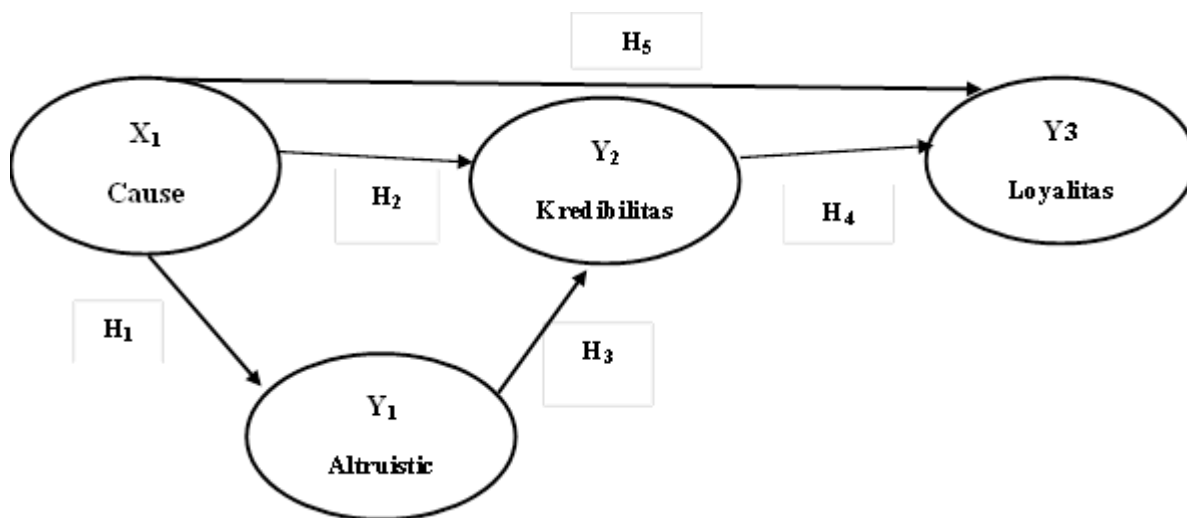 H₅
X₁
Cause
Y₂
Kredibilitas
Y3
Loyalitas
H₂
H₄
H₁
H₃
Y₁
Altruistic